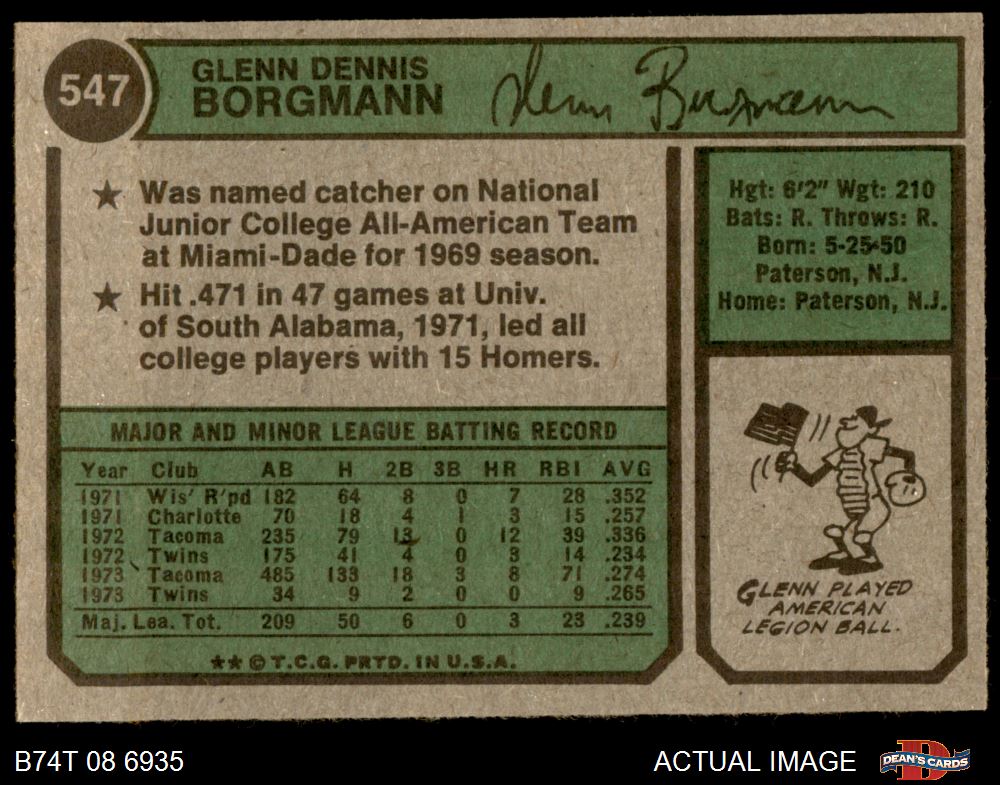 547
GLENN DENNIS
BORGMANN
Glenn Borgmann
★ Was named catcher on National
Junior College All-American Team
at Miami-Dade for 1969 season.
★ Hit .471 in 47 games at Univ.
of South Alabama, 1971, led all
college players with 15 Homers.
Hgt: 6'2" Wgt: 210
Bats: R. Throws: R.
Born: 5-25-50
Paterson, N.J.
Home: Paterson, N.J.
MAJOR AND MINOR LEAGUE BATTING RECORD
Year Club AB H 2B 3B HR RBI AVG
1971 Wis' R'pd 182 64 8 0 7 28 .352
1971 Charlotte 70 18 4 1 3 15 .257
1972 Tacoma 235 79 13 0 12 39 .336
1972 Twins 175 41 4 0 3 14 .234
1973 Tacoma 485 133 18 3 8 71 .274
1973 Twins 34 9 2 0 0 9 .265
Maj. Lea. Tot. 209 50 6 0 3 23 .239
★★ © T.C.G. PRTD. IN U.S.A.
GLENN PLAYED
AMERICAN
LEGION BALL.
B74T 08 6935
ACTUAL IMAGE
DEAN'S CARDS